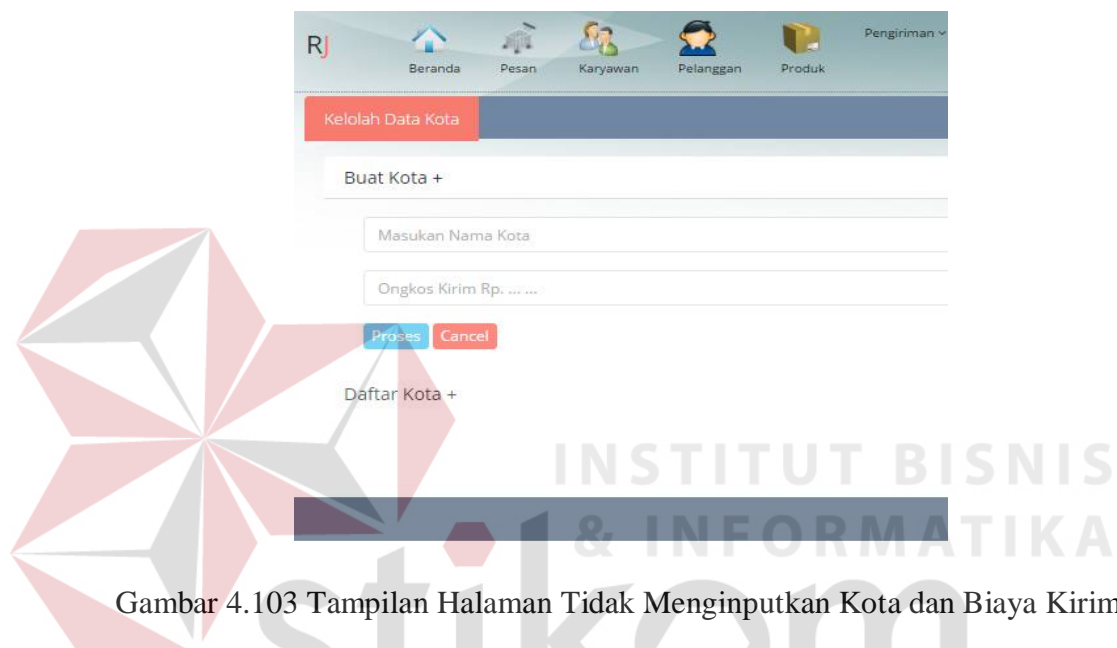 RJ
Beranda
Pesan
Karyawan
Pelanggan
Produk
Pengiriman
Kelolah Data Kota
Buat Kota +
Masukan Nama Kota
Ongkos Kirim Rp. ... ...
Proses Cancel
Daftar Kota +
INSTITUT BISNIS
& INFORMATIKA
stikom
Gambar 4.103 Tampilan Halaman Tidak Menginputkan Kota dan Biaya Kirim